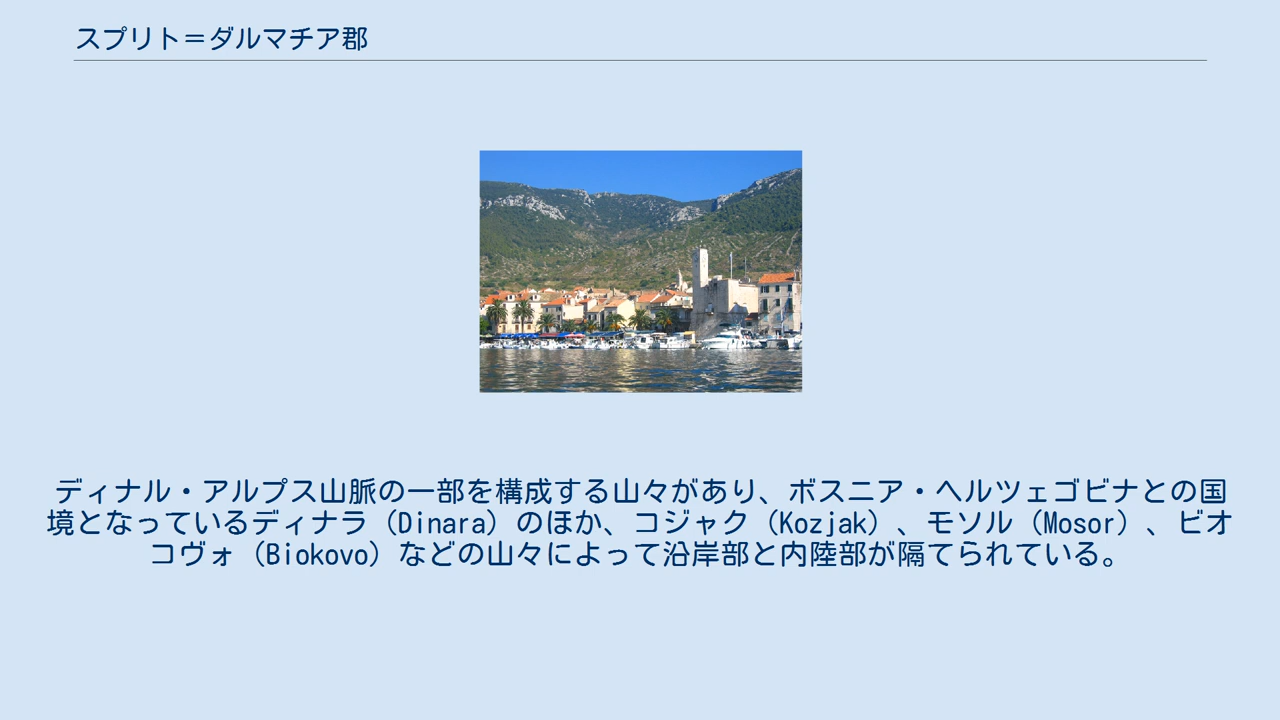 スプリト＝ダルマチア郡
ディナル・アルプス山脈の一部を構成する山々があり、ボスニア・ヘルツェゴビナとの国
境となっているディナラ（Dinara）のほか、コジャク（Kozjak）、モソル（Mosor）、ビオ
コヴォ（Biokovo）などの山々によって沿岸部と内陸部が隔てられている。